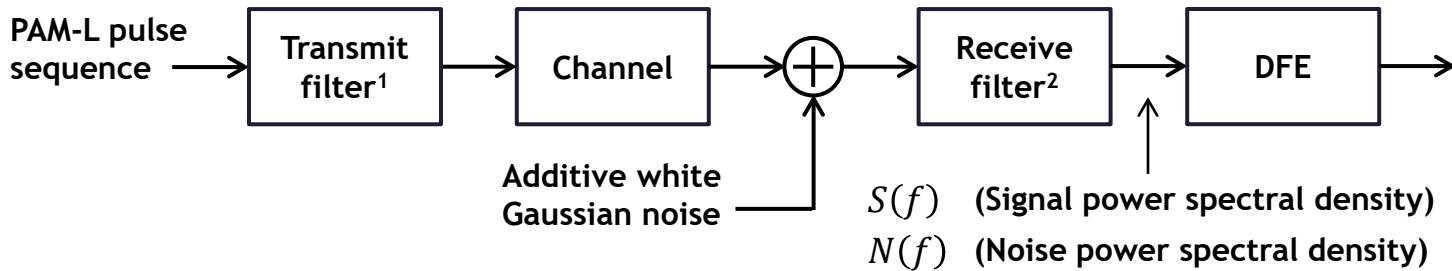 PAM-L pulse
sequence
Transmit
filter¹
Channel
Receive
filter²
DFE
Additive white
Gaussian noise
S(f) (Signal power spectral density)
N(f) (Noise power spectral density)